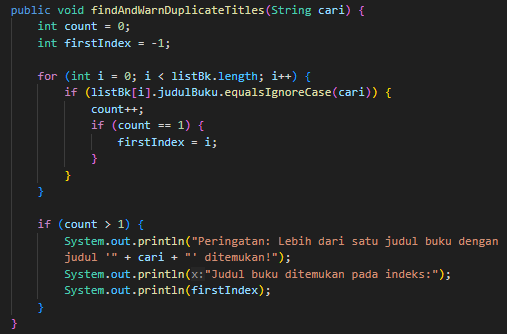 public void findAndWarnDuplicateTitles(String cari) {
    int count = 0;
    int firstIndex = -1;

    for (int i = 0; i < listBk.length; i++) {
        if (listBk[i].judulBuku.equalsIgnoreCase(cari)) {
            count++;
            if (count == 1) {
                firstIndex = i;
            }
        }
    }

    if (count > 1) {
        System.out.println("Peringatan: Lebih dari satu judul buku dengan
        judul '" + cari + "' ditemukan!");
        System.out.println(x:"Judul buku ditemukan pada indeks:");
        System.out.println(firstIndex);
    }
}